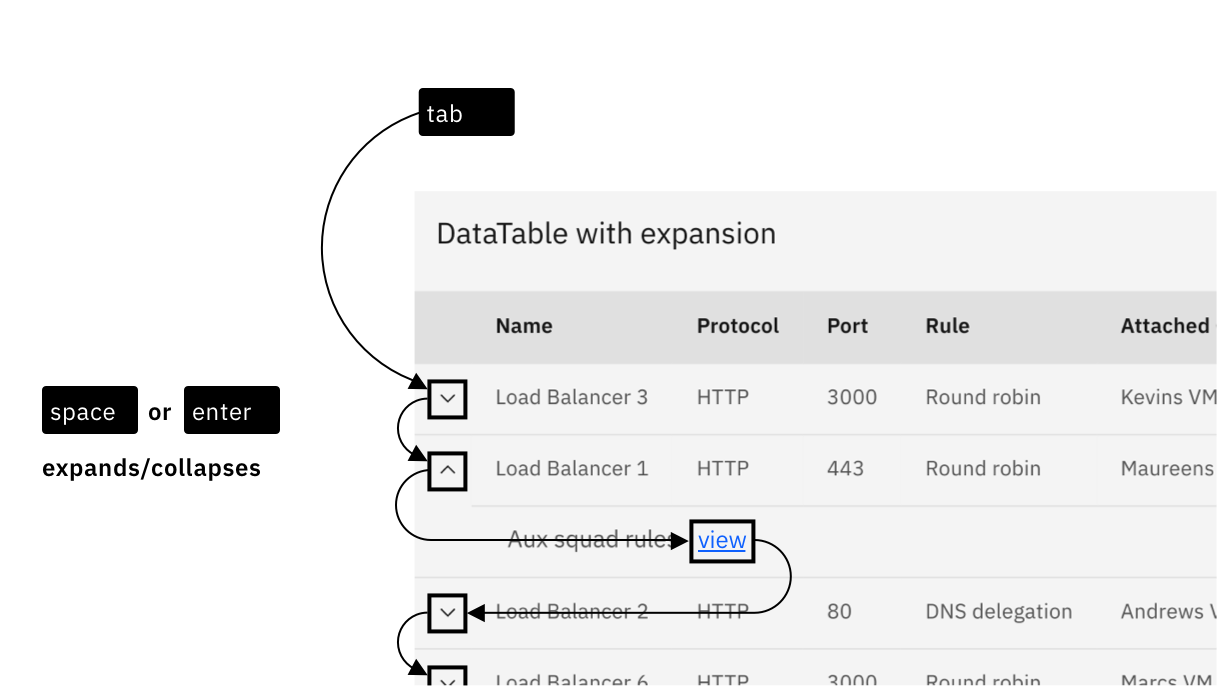 tab
DataTable with expansion
Name Protocol Port Rule Attached
Load Balancer 3 HTTP 3000 Round robin Kevins VM
space or enter
expands/collapses
Load Balancer 1 HTTP 443 Round robin Maureens
Aux squad rules view
Load Balancer 2 HTTP 80 DNS delegation Andrews V
Load Balancer 6 HTTP 3000 Round robin Marcs VM